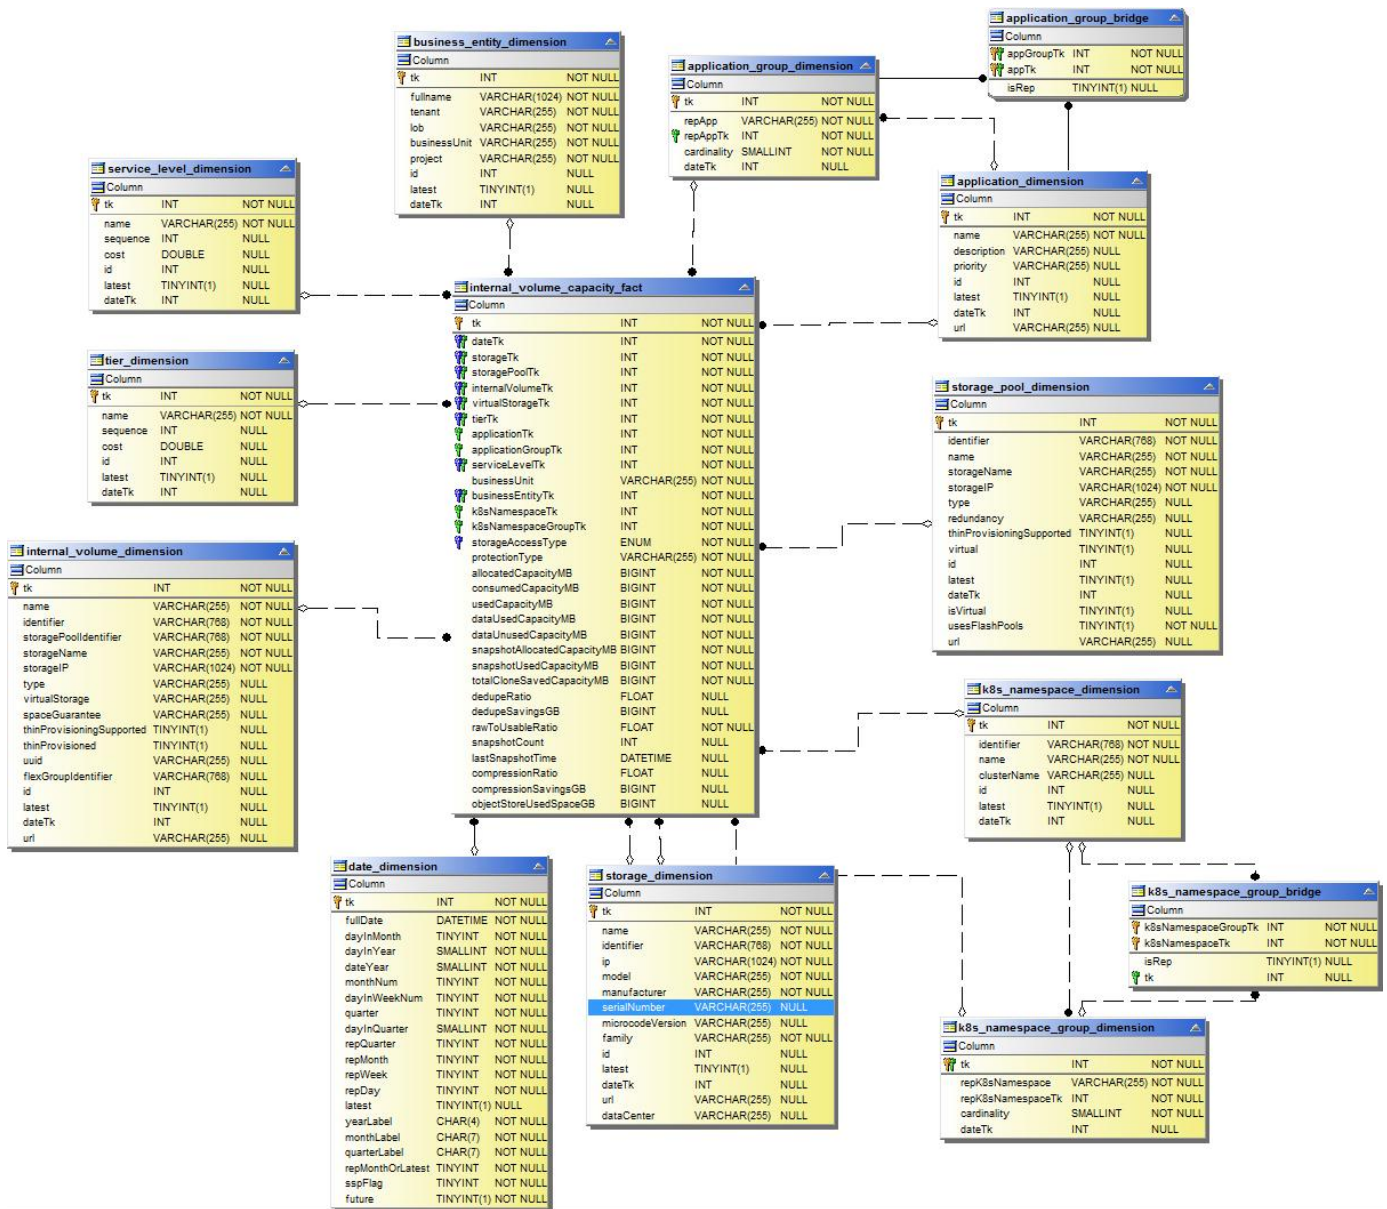 business_entity_dimension
Column
tk INT NOT NULL
fullname VARCHAR(1024) NOT NULL
tenant VARCHAR(255) NOT NULL
lob VARCHAR(255) NOT NULL
businessUnit VARCHAR(255) NOT NULL
project VARCHAR(255) NOT NULL
id INT NULL
latest TINYINT(1) NULL
dateTk INT NULL
application_group_dimension
Column
tk INT NOT NULL
repApp VARCHAR(255) NOT NULL
repAppTk INT NOT NULL
cardinality SMALLINT NOT NULL
dateTk INT NULL
application_group_bridge
Column
appGroupTk INT NOT NULL
appTk INT NOT NULL
isRep TINYINT(1) NULL
service_level_dimension
Column
tk INT NOT NULL
name VARCHAR(255) NOT NULL
sequence INT NULL
cost DOUBLE NULL
id INT NULL
latest TINYINT(1) NULL
dateTk INT NULL
application_dimension
Column
tk INT NOT NULL
name VARCHAR(255) NOT NULL
description VARCHAR(255) NULL
priority VARCHAR(255) NULL
id INT NULL
latest TINYINT(1) NULL
dateTk INT NULL
url VARCHAR(255) NULL
internal_volume_capacity_fact
Column
tk INT NOT NULL
dateTk INT NOT NULL
storageTk INT NOT NULL
storagePoolTk INT NOT NULL
internalVolumeTk INT NOT NULL
virtualStorageTk INT NOT NULL
tierTk INT NOT NULL
applicationTk INT NOT NULL
applicationGroupTk INT NOT NULL
serviceLevelTk INT NOT NULL
businessUnit VARCHAR(255) NOT NULL
businessEntityTk INT NOT NULL
k8sNamespaceTk INT NOT NULL
k8sNamespaceGroupTk INT NOT NULL
storageAccessType ENUM NOT NULL
protectionType VARCHAR(255) NOT NULL
allocatedCapacityMB BIGINT NOT NULL
consumedCapacityMB BIGINT NOT NULL
usedCapacityMB BIGINT NOT NULL
dataUsedCapacityMB BIGINT NOT NULL
dataUnusedCapacityMB BIGINT NOT NULL
snapshotAllocatedCapacityMB BIGINT NOT NULL
snapshotUsedCapacityMB BIGINT NOT NULL
totalCloneSavedCapacityMB BIGINT NOT NULL
dedupeRatio FLOAT NULL
dedupeSavingsGB BIGINT NULL
rawToUsableRatio FLOAT NOT NULL
snapshotCount INT NULL
lastSnapshotTime DATETIME NULL
compressionRatio FLOAT NULL
compressionSavingsGB BIGINT NULL
objectStoreUsedSpaceGB BIGINT NULL
tier_dimension
Column
tk INT NOT NULL
name VARCHAR(255) NOT NULL
sequence INT NULL
cost DOUBLE NULL
id INT NULL
latest TINYINT(1) NULL
dateTk INT NULL
storage_pool_dimension
Column
tk INT NOT NULL
identifier VARCHAR(768) NOT NULL
name VARCHAR(255) NOT NULL
storageName VARCHAR(255) NOT NULL
storageIP VARCHAR(1024) NOT NULL
type VARCHAR(255) NULL
redundancy VARCHAR(255) NULL
thinProvisioningSupported TINYINT(1) NULL
virtual TINYINT(1) NULL
id INT NULL
latest TINYINT(1) NULL
dateTk INT NULL
isVirtual TINYINT(1) NULL
usesFlashPools TINYINT(1) NOT NULL
url VARCHAR(255) NULL
internal_volume_dimension
Column
tk INT NOT NULL
name VARCHAR(255) NOT NULL
identifier VARCHAR(768) NOT NULL
storagePoolIdentifier VARCHAR(768) NOT NULL
storageName VARCHAR(255) NOT NULL
storageIP VARCHAR(1024) NOT NULL
type VARCHAR(255) NULL
virtualStorage VARCHAR(255) NULL
spaceGuarantee VARCHAR(255) NULL
thinProvisioningSupported TINYINT(1) NULL
thinProvisioned TINYINT(1) NULL
uuid VARCHAR(255) NULL
flexGroupIdentifier VARCHAR(768) NULL
id INT NULL
latest TINYINT(1) NULL
dateTk INT NULL
url VARCHAR(255) NULL
k8s_namespace_dimension
Column
tk INT NOT NULL
identifier VARCHAR(768) NOT NULL
name VARCHAR(255) NOT NULL
clusterName VARCHAR(255) NULL
id INT NULL
latest TINYINT(1) NULL
dateTk INT NULL
date_dimension
Column
tk INT NOT NULL
fullDate DATETIME NOT NULL
dayInMonth TINYINT NOT NULL
dayInYear SMALLINT NOT NULL
dateYear SMALLINT NOT NULL
monthNum TINYINT NOT NULL
dayInWeekNum TINYINT NOT NULL
quarter TINYINT NOT NULL
dayInQuarter SMALLINT NOT NULL
repQuarter TINYINT NOT NULL
repMonth TINYINT NOT NULL
repWeek TINYINT NOT NULL
repDay TINYINT NOT NULL
latest TINYINT(1) NULL
yearLabel CHAR(4) NOT NULL
monthLabel CHAR(7) NOT NULL
quarterLabel CHAR(7) NOT NULL
repMonthOrLatest TINYINT NOT NULL
sspFlag TINYINT NOT NULL
future TINYINT(1) NOT NULL
storage_dimension
Column
tk INT NOT NULL
name VARCHAR(255) NOT NULL
identifier VARCHAR(768) NOT NULL
ip VARCHAR(1024) NOT NULL
model VARCHAR(255) NOT NULL
manufacturer VARCHAR(255) NOT NULL
serialNumber VARCHAR(255) NULL
microcodeVersion VARCHAR(255) NULL
family VARCHAR(255) NOT NULL
id INT NULL
latest TINYINT(1) NULL
dateTk INT NULL
url VARCHAR(255) NULL
dataCenter VARCHAR(255) NULL
k8s_namespace_group_bridge
Column
k8sNamespaceGroupTk INT NOT NULL
k8sNamespaceTk INT NOT NULL
isRep TINYINT(1) NULL
tk INT NULL
k8s_namespace_group_dimension
Column
tk INT NOT NULL
repK8sNamespace VARCHAR(255) NOT NULL
repK8sNamespaceTk INT NOT NULL
cardinality SMALLINT NOT NULL
dateTk INT NULL